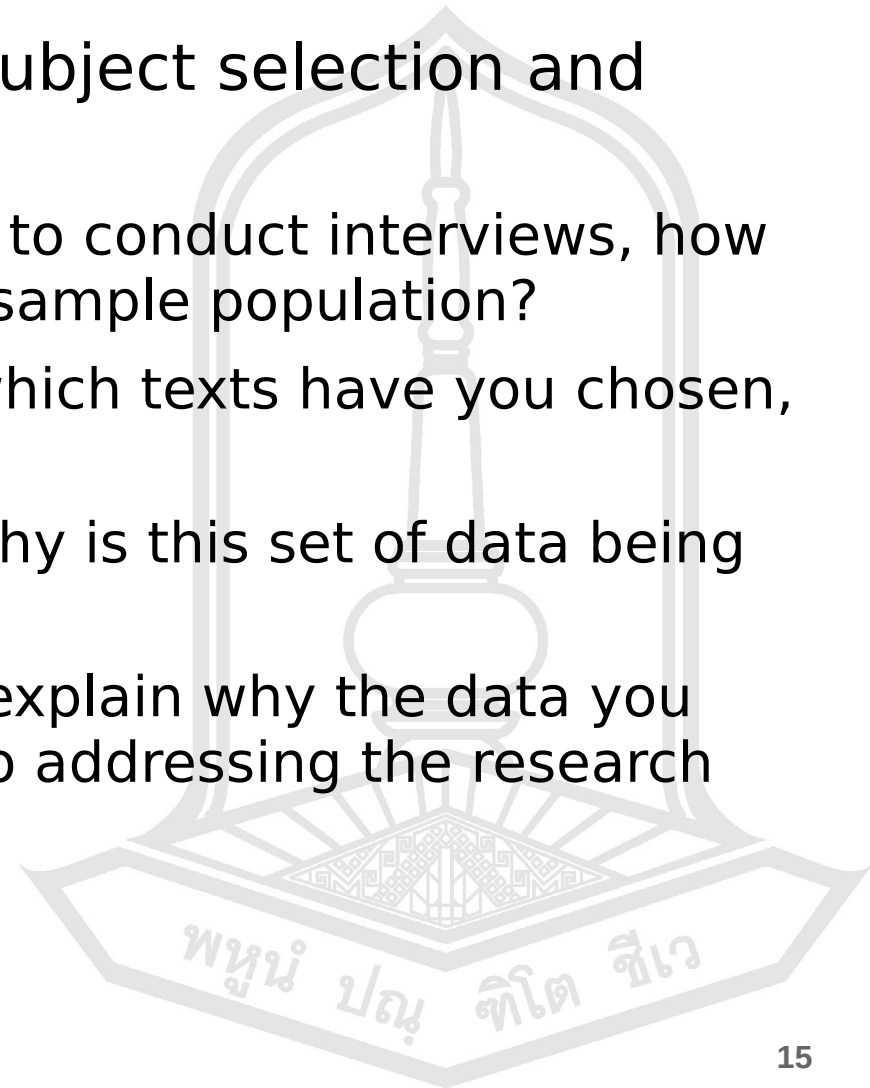 ubject selection and
to conduct interviews, how
sample population?
hich texts have you chosen,
hy is this set of data being
explain why the data you
o addressing the research
พหูนํ ปณฺฑิโต ชีเว
15